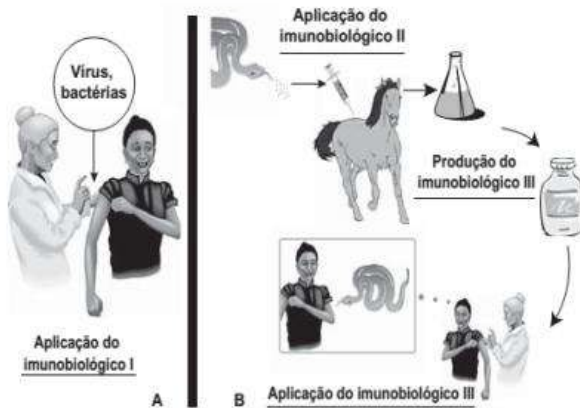 Vírus,
bactérias
Aplicação do
imunobiológico I
A
Aplicação do
imunobiológico II
Produção do
imunobiológico III
B
Aplicação do imunobiológico III